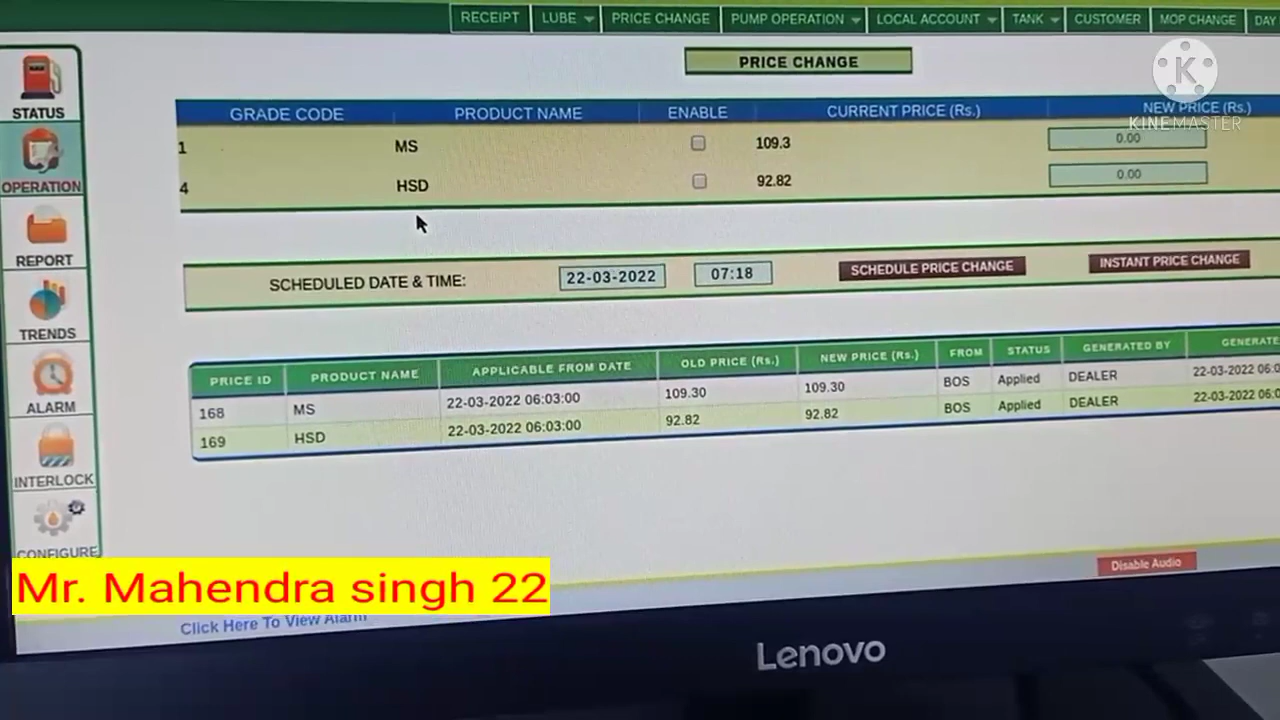 RECEIPT LUBE PRICE CHANGE PUMP OPERATION LOCAL ACCOUNT TANK CUSTOMER MOP CHANGE DAY
PRICE CHANGE
K
KINEMASTER
GRADE CODE PRODUCT NAME ENABLE CURRENT PRICE (Rs.) NEW PRICE (Rs.)
1 MS 109.3 0.00
4 HSD 92.82 0.00
STATUS
OPERATION
REPORT
TRENDS
ALARM
INTERLOCK
CONFIGURE
SCHEDULED DATE & TIME: 22-03-2022 07:18 SCHEDULE PRICE CHANGE INSTANT PRICE CHANGE
PRICE ID PRODUCT NAME APPLICABLE FROM DATE OLD PRICE (Rs.) NEW PRICE (Rs.) FROM STATUS GENERATED BY GENERATE
168 MS 22-03-2022 06:03:00 109.30 109.30 BOS Applied DEALER 22-03-2022 06:0
169 HSD 22-03-2022 06:03:00 92.82 92.82 BOS Applied DEALER 22-03-2022 06:0
Disable Audio
Mr. Mahendra singh 22
Click Here To View Alarm
Lenovo